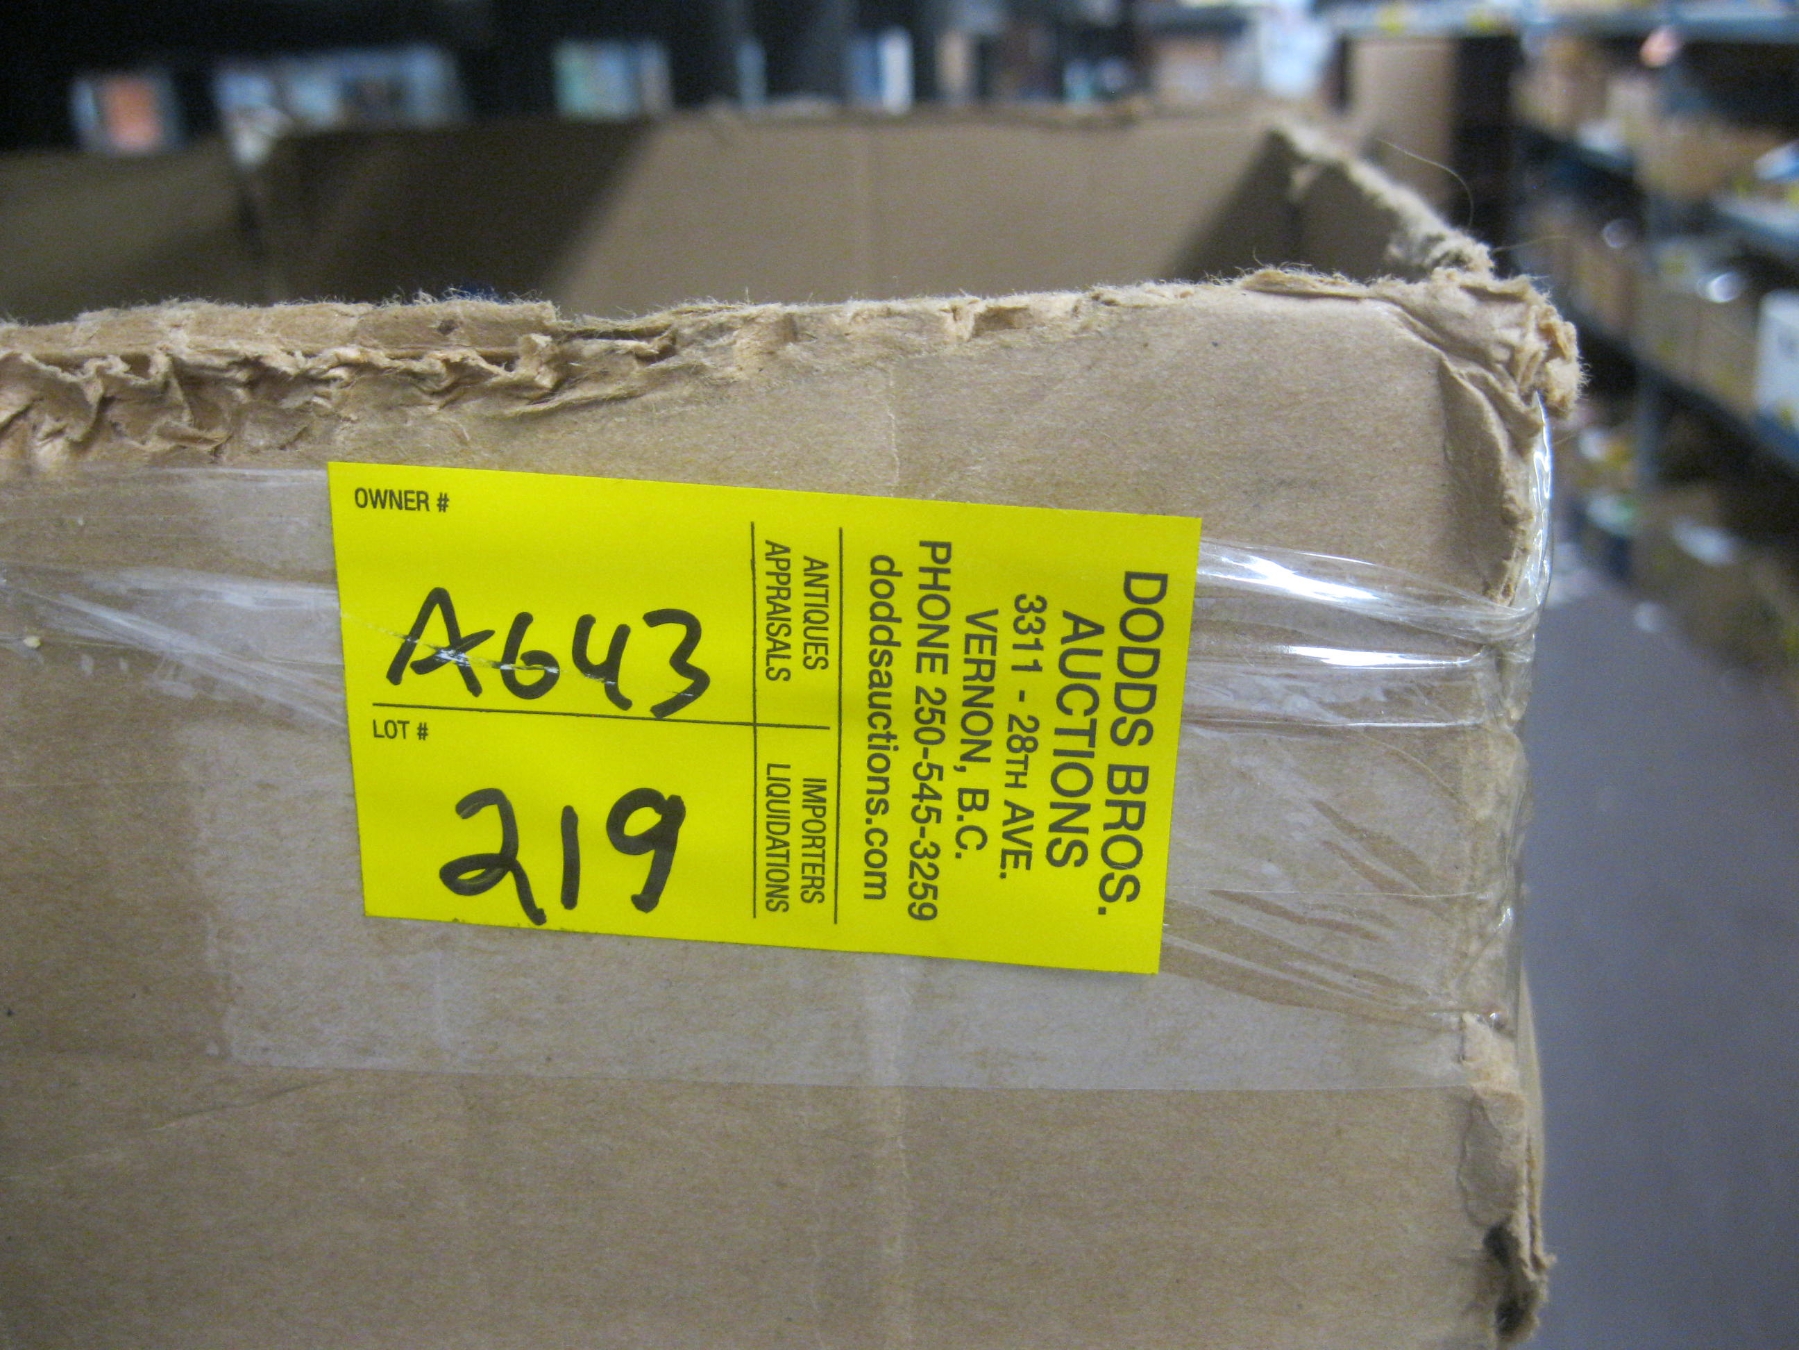 DODDS BROS.
AUCTIONS
3311 - 28TH AVE.
VERNON, B.C.
PHONE 250-545-3259
doddsauctions.com
ANTIQUES IMPORTERS
APPRAISALS LIQUIDATIONS
OWNER #
A643
LOT #
219